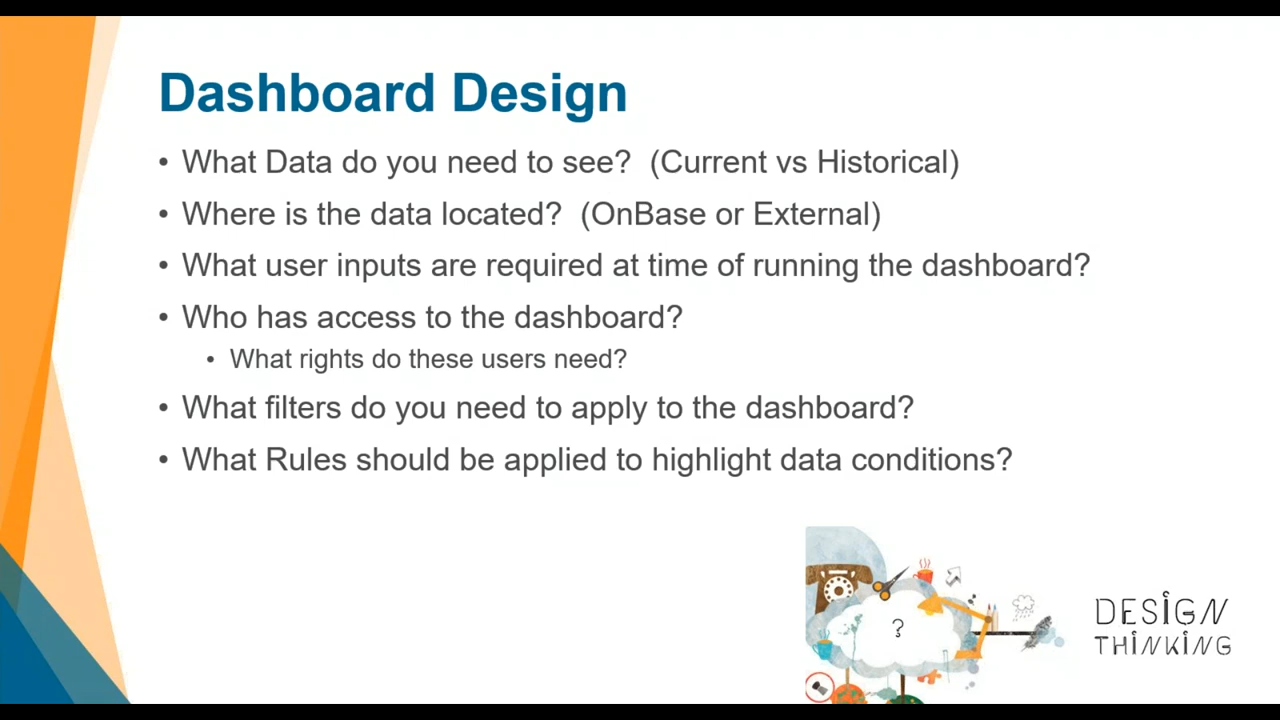 Dashboard Design
• What Data do you need to see?  (Current vs Historical)
• Where is the data located?  (OnBase or External)
• What user inputs are required at time of running the dashboard?
• Who has access to the dashboard?
• What rights do these users need?
• What filters do you need to apply to the dashboard?
• What Rules should be applied to highlight data conditions?
?
DESIGN
THINKING